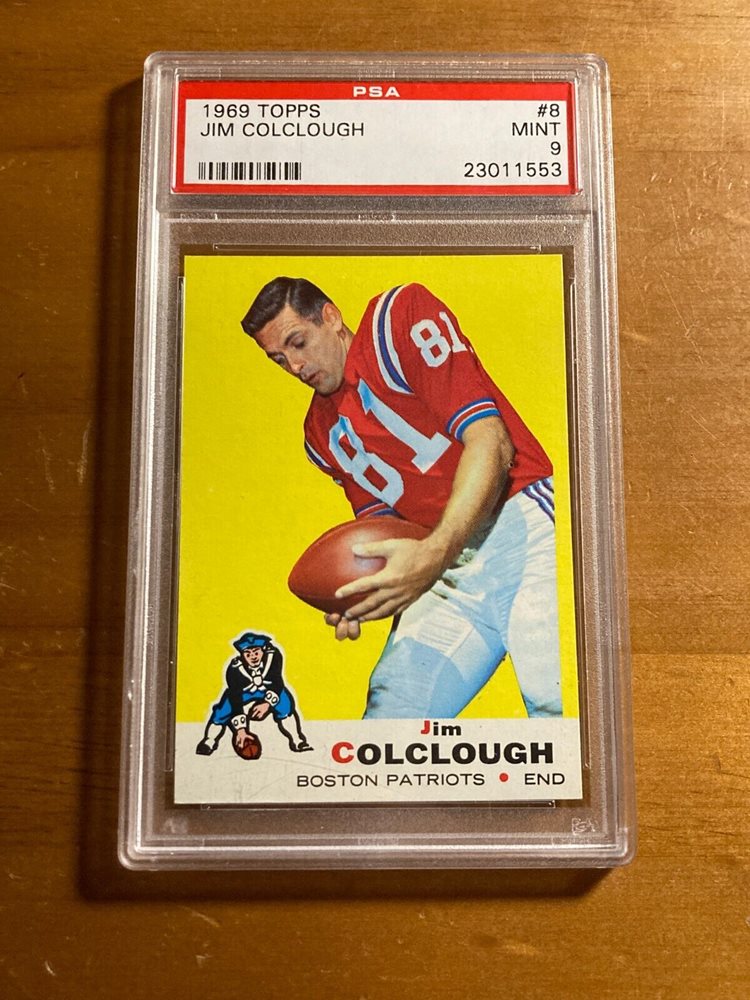 PSA
1969 TOPPS #8
JIM COLCLOUGH MINT
9
23011553
81
81
Jim
COLCLOUGH
BOSTON PATRIOTS • END